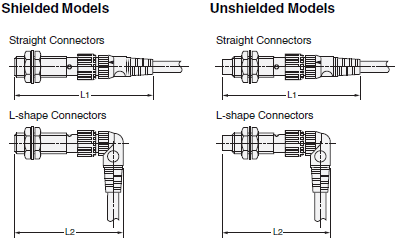 Shielded Models
Unshielded Models
Straight Connectors
Straight Connectors
L1
L1
L-shape Connectors
L-shape Connectors
L2
L2